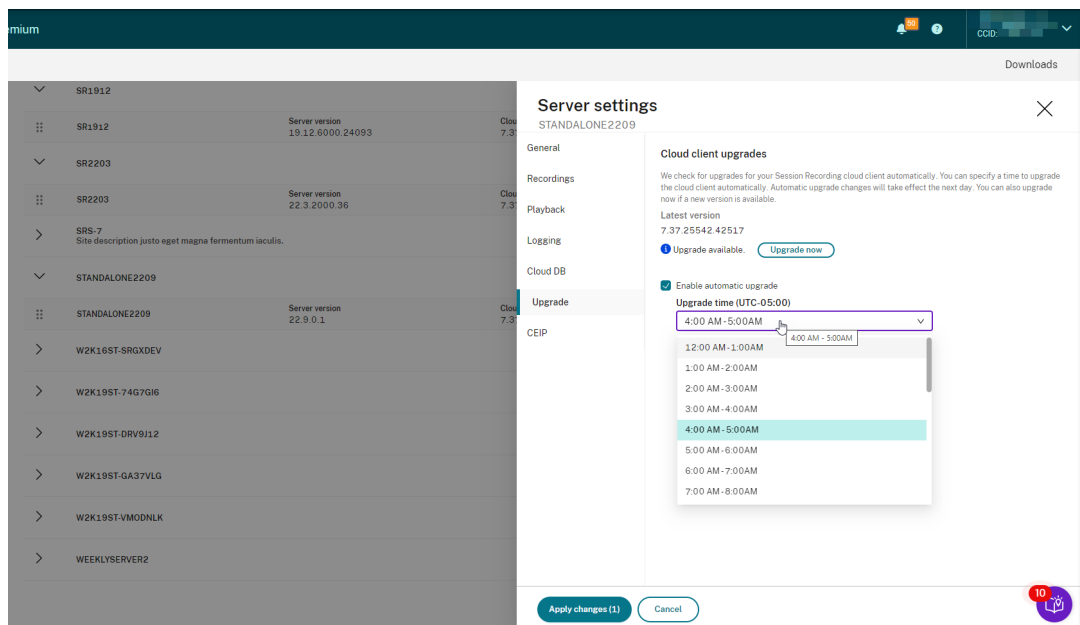 emium
50
?
CCID:
Downloads
SR1912
SR1912
Server version
19.12.6000.24093
Clou
7.37
SR2203
SR2203
Server version
22.3.2000.36
Clou
7.37
SRS-7
Site description justo eget magna fermentum iaculis.
STANDALONE2209
STANDALONE2209
Server version
22.9.0.1
Clou
7.37
W2K16ST-SRGXDEV
W2K19ST-74G7GI6
W2K19ST-DRV9J12
W2K19ST-GA37VLG
W2K19ST-VMODNLK
WEEKLYSERVER2
Server settings
STANDALONE2209
General
Recordings
Playback
Logging
Cloud DB
Upgrade
CEIP
Cloud client upgrades
We check for upgrades for your Session Recording cloud client automatically. You can specify a time to upgrade
the cloud client automatically. Automatic upgrade changes will take effect the next day. You can also upgrade
now if a new version is available.
Latest version
7.37.25542.42517
Upgrade available.
Upgrade now
Enable automatic upgrade
Upgrade time (UTC-05:00)
4:00 AM-5:00AM
4:00 AM - 5:00AM
12:00 AM-1:00AM
1:00 AM-2:00AM
2:00 AM-3:00AM
3:00 AM-4:00AM
4:00 AM-5:00AM
5:00 AM-6:00AM
6:00 AM-7:00AM
7:00 AM-8:00AM
Apply changes (1)
Cancel
10